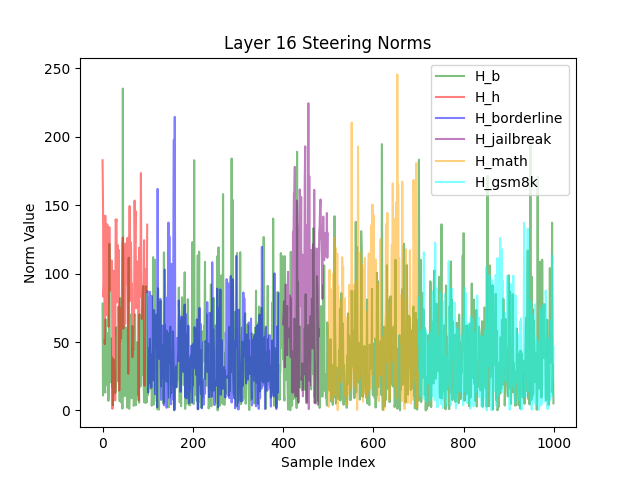 Layer 16 Steering Norms
250
200
150
100
50
0
Norm Value
H_b
H_h
H_borderline
H_jailbreak
H_math
H_gsm8k
0
200
400
600
800
1000
Sample Index